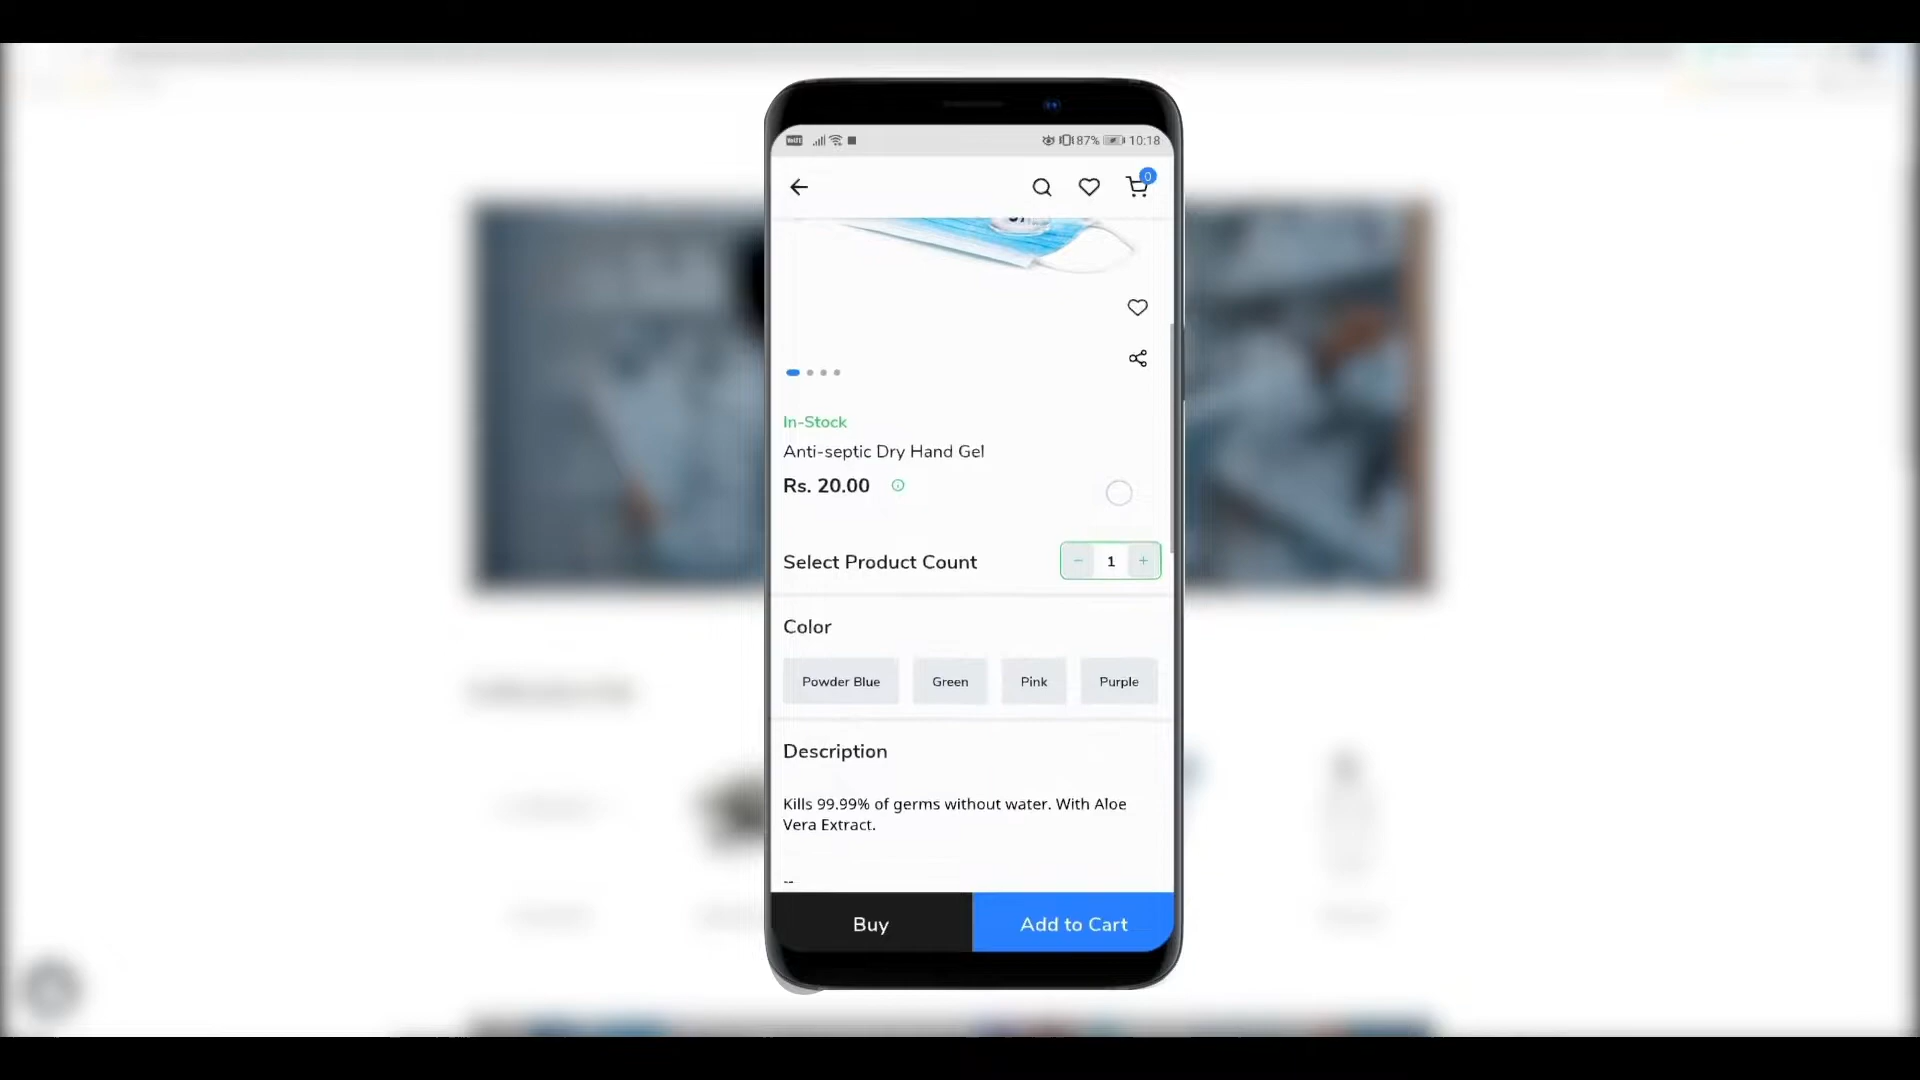 87% 10:18
0
In-Stock
Anti-septic Dry Hand Gel
Rs. 20.00
Select Product Count
− 1 +
Color
Powder Blue Green Pink Purple
Description
Kills 99.99% of germs without water. With Aloe
Vera Extract.
--
Buy Add to Cart